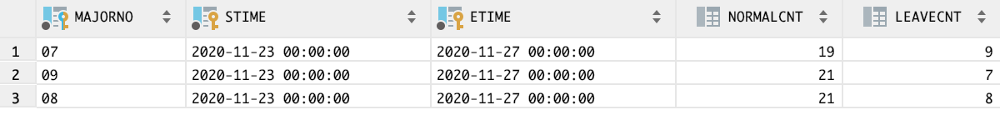 MAJORNO STIME ETIME NORMALCNT LEAVECNT
1 07 2020-11-23 00:00:00 2020-11-27 00:00:00 19 9
2 09 2020-11-23 00:00:00 2020-11-27 00:00:00 21 7
3 08 2020-11-23 00:00:00 2020-11-27 00:00:00 21 8